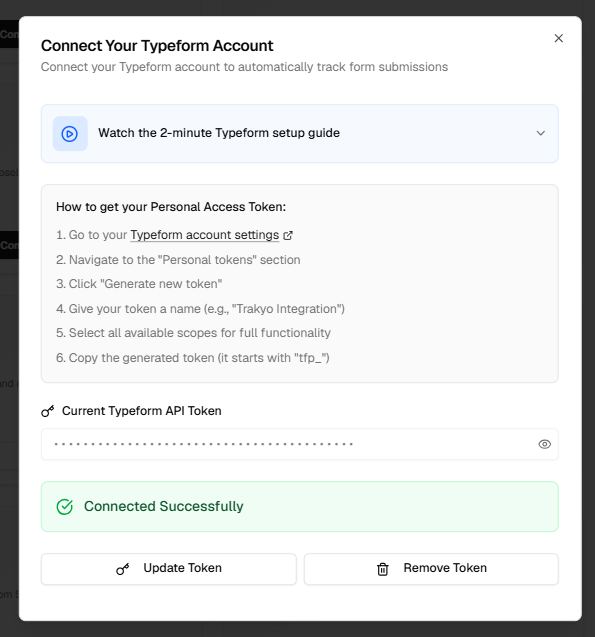 Connect Your Typeform Account
Connect your Typeform account to automatically track form submissions
Watch the 2-minute Typeform setup guide
How to get your Personal Access Token:
1. Go to your Typeform account settings
2. Navigate to the "Personal tokens" section
3. Click "Generate new token"
4. Give your token a name (e.g., "Trakyo Integration")
5. Select all available scopes for full functionality
6. Copy the generated token (it starts with "tfp_")
Current Typeform API Token
Connected Successfully
Update Token
Remove Token